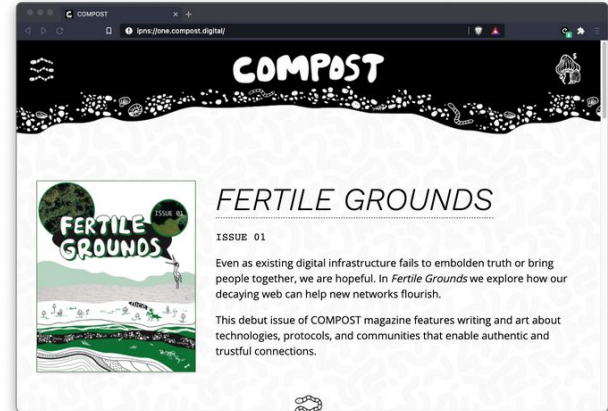 COMPOST
ipns://one.compost.digital/
COMPOST
$
FERTILE
GROUNDS
ISSUE 01
FERTILE GROUNDS
ISSUE 01
Even as existing digital infrastructure fails to embolden truth or bring
people together, we are hopeful. In Fertile Grounds we explore how our
decaying web can help new networks flourish.
This debut issue of COMPOST magazine features writing and art about
technologies, protocols, and communities that enable authentic and
trustful connections.